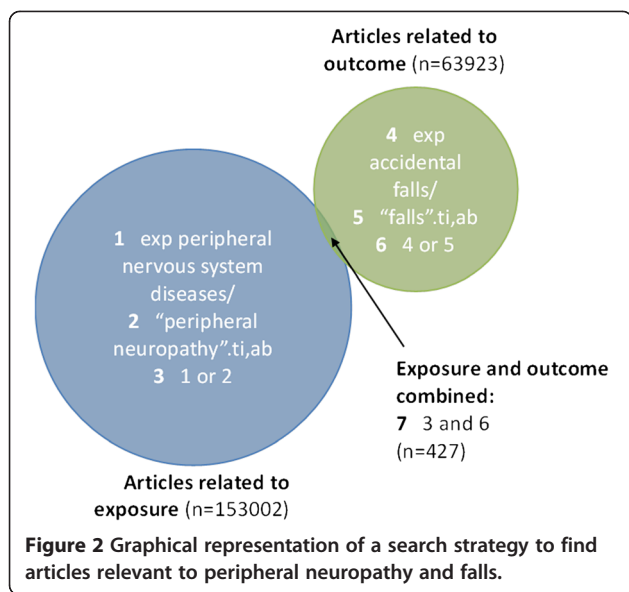 Articles related to
outcome (n=63923)
4 exp
accidental
falls/
5 “falls”.ti,ab
6 4 or 5
1 exp peripheral
nervous system
diseases/
2 “peripheral
neuropathy”.ti,ab
3 1 or 2
Exposure and outcome
combined:
7 3 and 6
(n=427)
Articles related to
exposure (n=153002)
Figure 2 Graphical representation of a search strategy to find
articles relevant to peripheral neuropathy and falls.